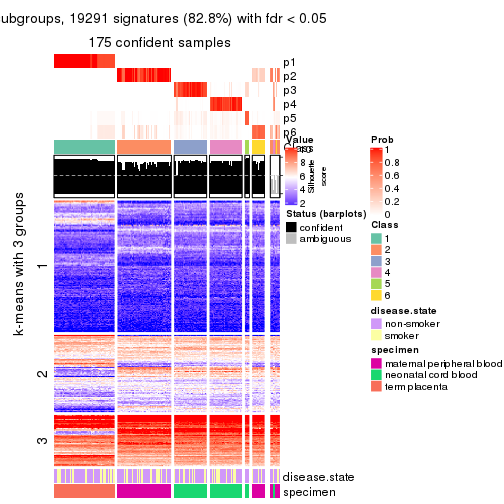 ubgroups, 19291 signatures (82.8%) with fdr < 0.05
175 confident samples
p1
p2
p3
p4
p5
p6
Class
k-means with 3 groups
1
2
3
Silhouette
score
Value
10
8
6
4
2
Status (barplots)
confident
ambiguous
Prob
1
0.8
0.6
0.4
0.2
0
Class
1
2
3
4
5
6
disease.state
non-smoker
smoker
specimen
maternal peripheral blood
neonatal cord blood
term placenta
disease.state
specimen